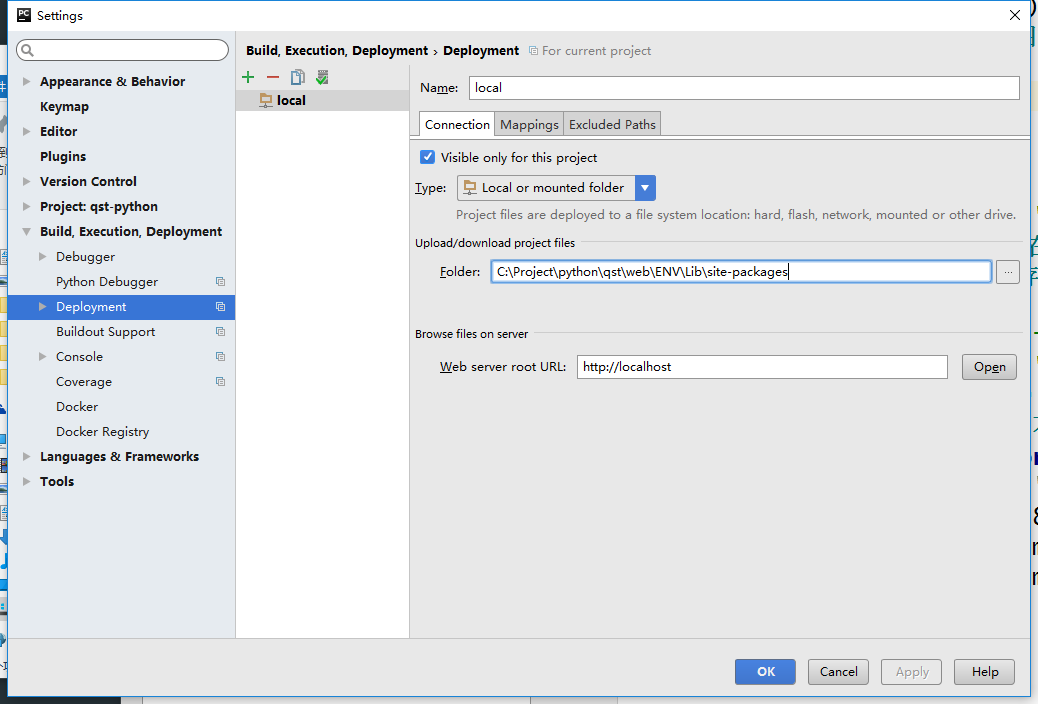 PC Settings
Build, Execution, Deployment › Deployment For current project
Appearance & Behavior
Keymap
Editor
Plugins
Version Control
Project: qst-python
Build, Execution, Deployment
Debugger
Python Debugger
Deployment
Buildout Support
Console
Coverage
Docker
Docker Registry
Languages & Frameworks
Tools
local
Name: local
Connection Mappings Excluded Paths
Visible only for this project
Type: Local or mounted folder
Project files are deployed to a file system location: hard, flash, network, mounted or other drive.
Upload/download project files
Folder: C:\Project\python\qst\web\ENV\Lib\site-packages ...
Browse files on server
Web server root URL: http://localhost Open
OK Cancel Apply Help